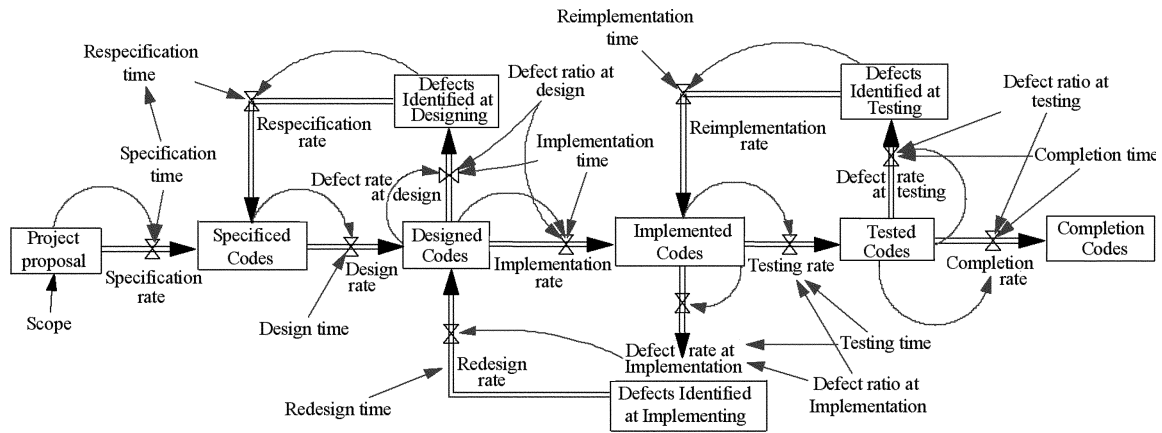 Respecification
time
Specification
time
Project
proposal
Scope
Specification
rate
Respecification
rate
Specificed
Codes
Design
rate
Design time
Defects
Identified at
Designing
Defect rate
at design
Defect ratio at
design
Implementation
time
Designed
Codes
Implementation
rate
Redesign
rate
Redesign time
Reimplementation
time
Reimplementation
rate
Implemented
Codes
Testing rate
Defect rate at
Implementation
Defects Identified
at Implementing
Testing time
Defect ratio at
Implementation
Defects
Identified at
Testing
Defect rate
at testing
Defect ratio at
testing
Completion time
Tested
Codes
Completion
rate
Completion
Codes